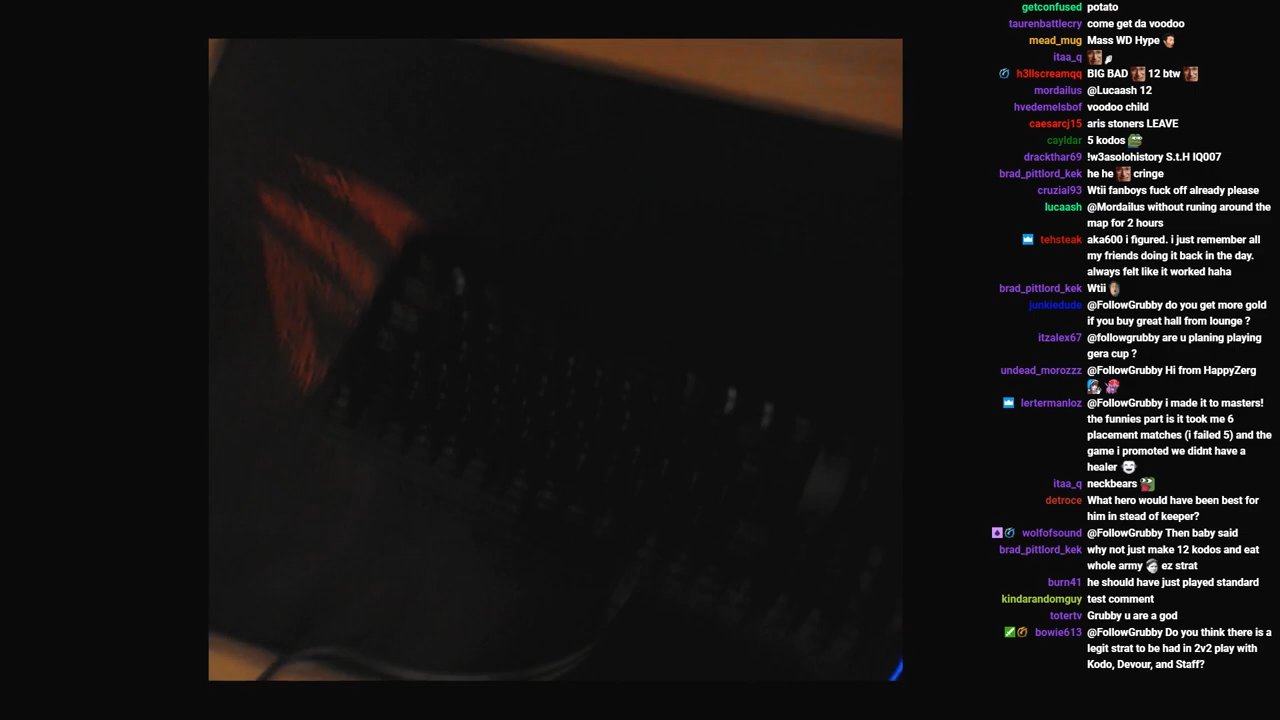 getconfused potato
taurenbattlecry come get da voodoo
mead_mug Mass WD Hype
itaa_q
h3llscreamqq BIG BAD 12 btw
mordailus @Lucaash 12
hvedemelsbof voodoo child
caesarcj15 aris stoners LEAVE
cayldar 5 kodos
drackthar69 !w3asolohistory S.t.H IQ007
brad_pittlord_kek he he cringe
cruzial93 Wtii fanboys fuck off already please
lucaash @Mordailus without runing around the
map for 2 hours
tehsteak aka600 i figured. i just remember all
my friends doing it back in the day.
always felt like it worked haha
brad_pittlord_kek Wtii
junkiedude @FollowGrubby do you get more gold
if you buy great hall from lounge ?
itzalex67 @followgrubby are u planing playing
gera cup ?
undead_morozzz @FollowGrubby Hi from HappyZerg
lertermanloz @FollowGrubby i made it to masters!
the funnies part is it took me 6
placement matches (i failed 5) and the
game i promoted we didnt have a
healer
itaa_q neckbears
detroce What hero would have been best for
him in stead of keeper?
wolfofsound @FollowGrubby Then baby said
brad_pittlord_kek why not just make 12 kodos and eat
whole army ez strat
burn41 he should have just played standard
kindarandomguy test comment
totertv Grubby u are a god
bowie613 @FollowGrubby Do you think there is a
legit strat to be had in 2v2 play with
Kodo, Devour, and Staff?